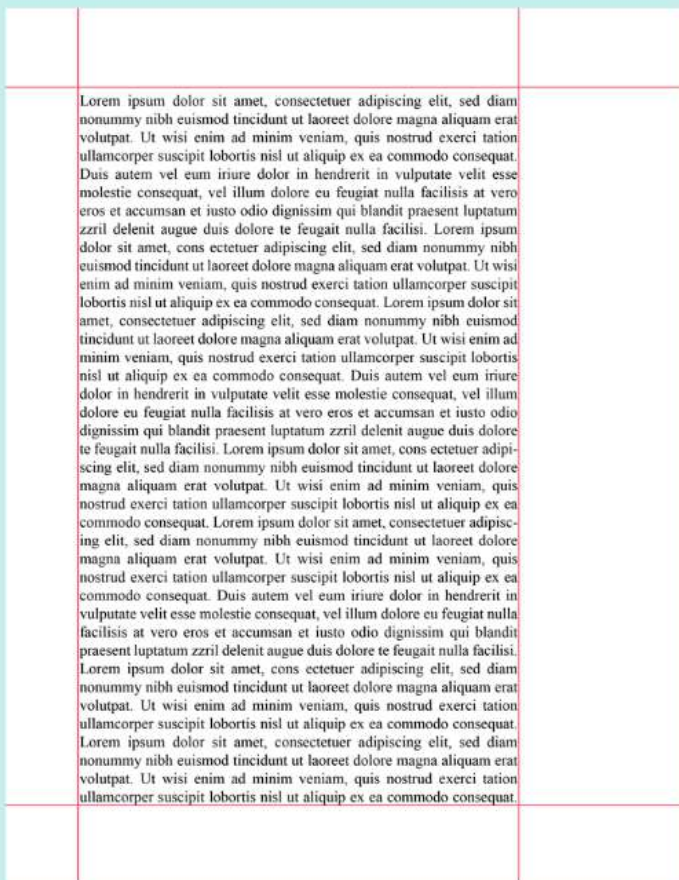 Lorem ipsum dolor sit amet, consectetuer adipiscing elit, sed diam
nonummy nibh euismod tincidunt ut laoreet dolore magna aliquam erat
volutpat. Ut wisi enim ad minim veniam, quis nostrud exerci tation
ullamcorper suscipit lobortis nisl ut aliquip ex ea commodo consequat.
Duis autem vel eum iriure dolor in hendrerit in vulputate velit esse
molestie consequat, vel illum dolore eu feugiat nulla facilisis at vero
eros et accumsan et iusto odio dignissim qui blandit praesent luptatum
zzril delenit augue duis dolore te feugait nulla facilisi. Lorem ipsum
dolor sit amet, cons ectetuer adipiscing elit, sed diam nonummy nibh
euismod tincidunt ut laoreet dolore magna aliquam erat volutpat. Ut wisi
enim ad minim veniam, quis nostrud exerci tation ullamcorper suscipit
lobortis nisl ut aliquip ex ea commodo consequat. Lorem ipsum dolor sit
amet, consectetuer adipiscing elit, sed diam nonummy nibh euismod
tincidunt ut laoreet dolore magna aliquam erat volutpat. Ut wisi enim ad
minim veniam, quis nostrud exerci tation ullamcorper suscipit lobortis
nisl ut aliquip ex ea commodo consequat. Duis autem vel eum iriure
dolor in hendrerit in vulputate velit esse molestie consequat, vel illum
dolore eu feugiat nulla facilisis at vero eros et accumsan et iusto odio
dignissim qui blandit praesent luptatum zzril delenit augue duis dolore
te feugait nulla facilisi. Lorem ipsum dolor sit amet, cons ectetuer adipi-
scing elit, sed diam nonummy nibh euismod tincidunt ut laoreet dolore
magna aliquam erat volutpat. Ut wisi enim ad minim veniam, quis
nostrud exerci tation ullamcorper suscipit lobortis nisl ut aliquip ex ea
commodo consequat. Lorem ipsum dolor sit amet, consectetuer adipisc-
ing elit, sed diam nonummy nibh euismod tincidunt ut laoreet dolore
magna aliquam erat volutpat. Ut wisi enim ad minim veniam, quis
nostrud exerci tation ullamcorper suscipit lobortis nisl ut aliquip ex ea
commodo consequat. Duis autem vel eum iriure dolor in hendrerit in
vulputate velit esse molestie consequat, vel illum dolore eu feugiat nulla
facilisis at vero eros et accumsan et iusto odio dignissim qui blandit
praesent luptatum zzril delenit augue duis dolore te feugait nulla facilisi.
Lorem ipsum dolor sit amet, cons ectetuer adipiscing elit, sed diam
nonummy nibh euismod tincidunt ut laoreet dolore magna aliquam erat
volutpat. Ut wisi enim ad minim veniam, quis nostrud exerci tation
ullamcorper suscipit lobortis nisl ut aliquip ex ea commodo consequat.
Lorem ipsum dolor sit amet, consectetuer adipiscing elit, sed diam
nonummy nibh euismod tincidunt ut laoreet dolore magna aliquam erat
volutpat. Ut wisi enim ad minim veniam, quis nostrud exerci tation
ullamcorper suscipit lobortis nisl ut aliquip ex ea commodo consequat.